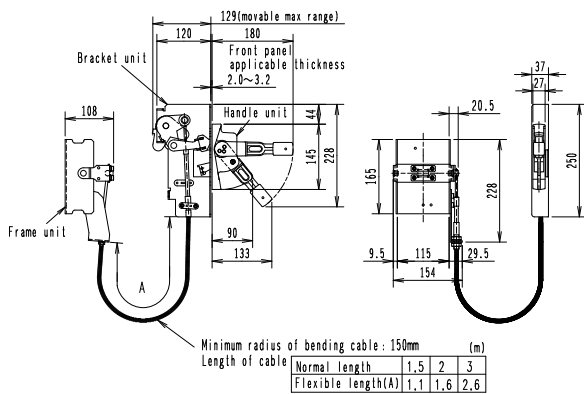 129(movable max range)
120
180
Bracket unit
Front panel
applicable thickness
2.0～3.2
37
27
108
20.5
Handle unit
44
145
228
165
228
250
Frame unit
90
133
9.5
115
29.5
154
A
Minimum radius of bending cable : 150mm
Length of cable
(m)
Normal length 1.5 2 3
Flexible length(A) 1.1 1.6 2.6